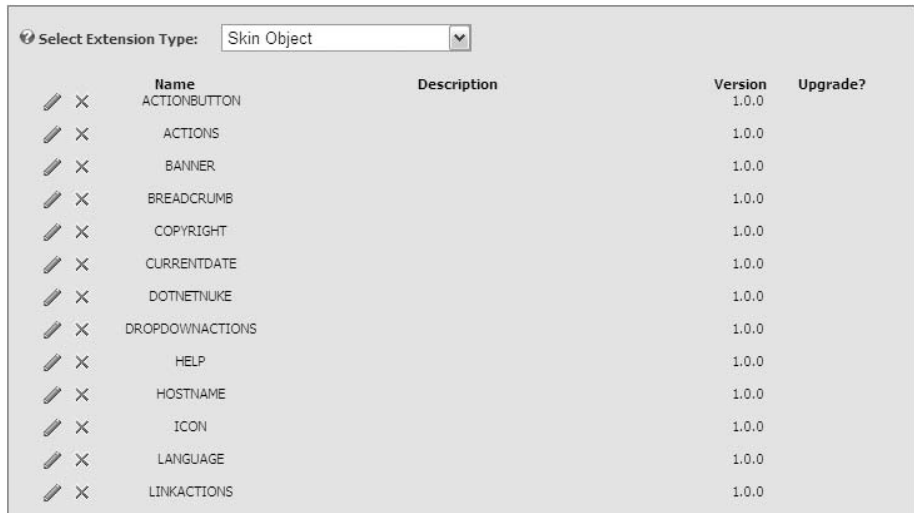 Select Extension Type: Skin Object
Name Description Version Upgrade?
ACTIONBUTTON 1.0.0
ACTIONS 1.0.0
BANNER 1.0.0
BREADCRUMB 1.0.0
COPYRIGHT 1.0.0
CURRENTDATE 1.0.0
DOTNETNUKE 1.0.0
DROPDOWNACTIONS 1.0.0
HELP 1.0.0
HOSTNAME 1.0.0
ICON 1.0.0
LANGUAGE 1.0.0
LINKACTIONS 1.0.0